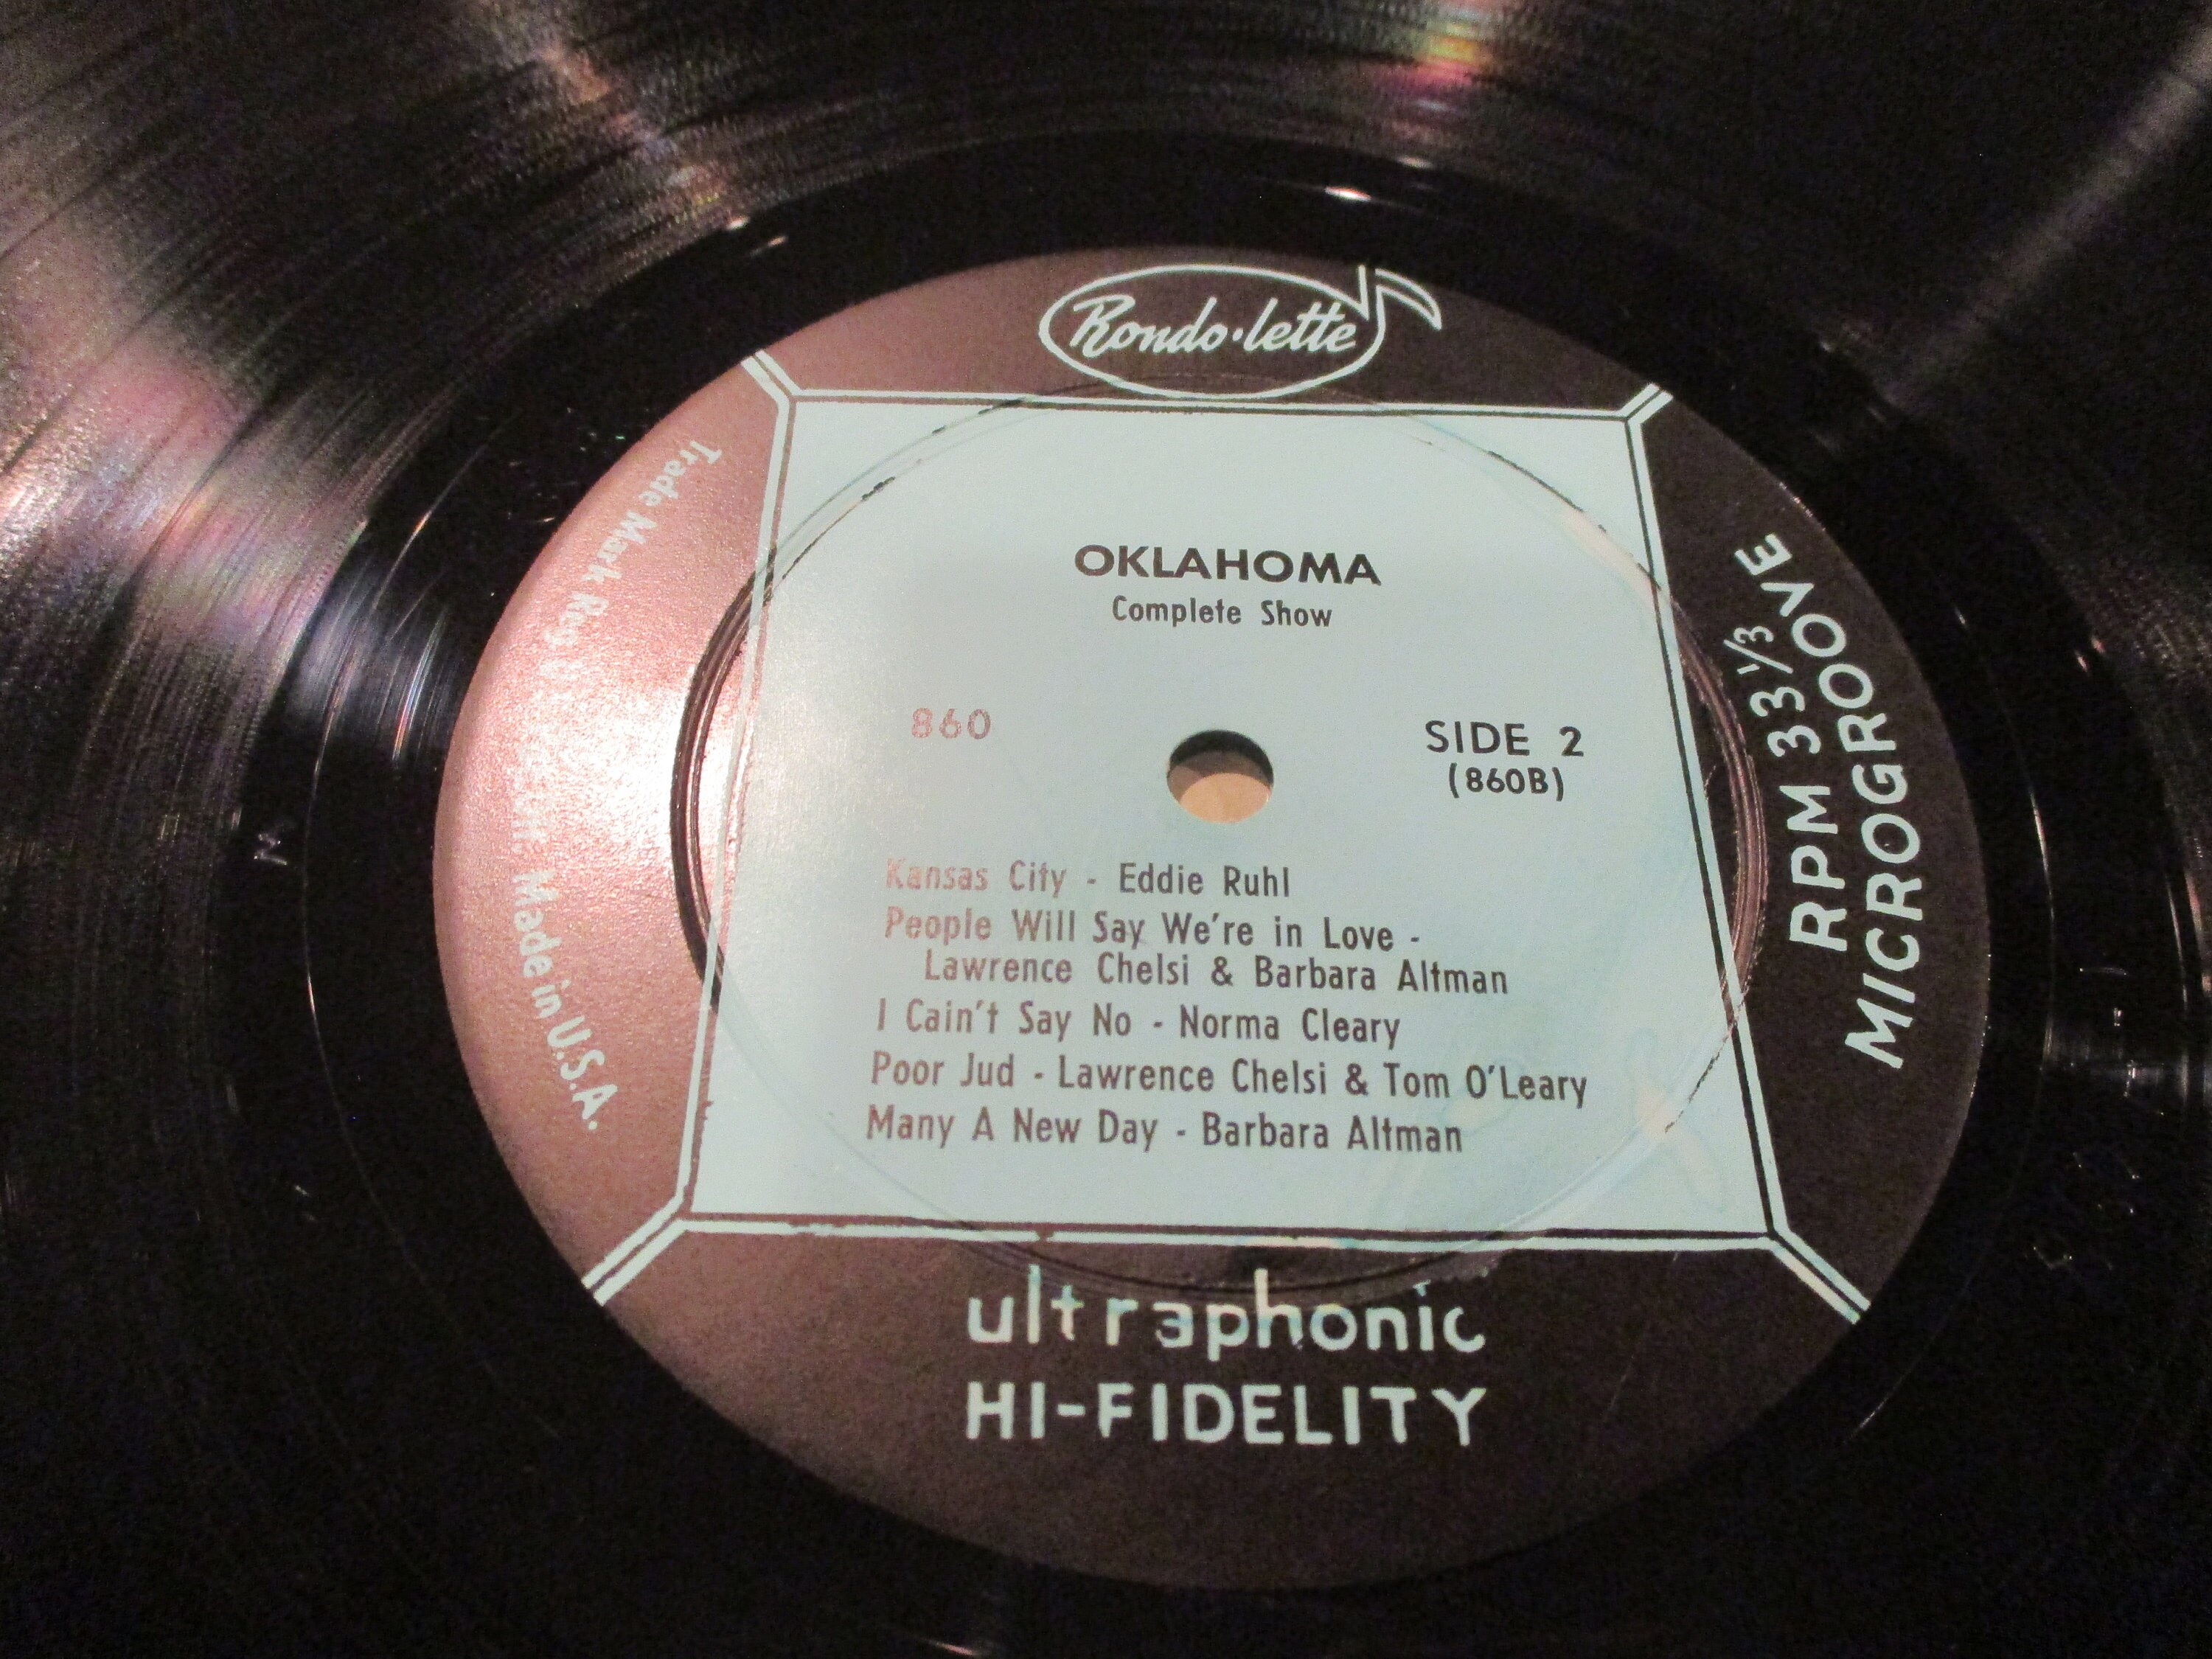 Rondo·lette
OKLAHOMA
Complete Show
860
SIDE 2
(860B)
Kansas City - Eddie Ruhl
People Will Say We're in Love -
Lawrence Chelsi & Barbara Altman
I Cain't Say No - Norma Cleary
Poor Jud - Lawrence Chelsi & Tom O'Leary
Many A New Day - Barbara Altman
ultraphonic
HI-FIDELITY
RPM 33⅓
MICROGROOVE
Trade Mark Reg Made in U.S.A.